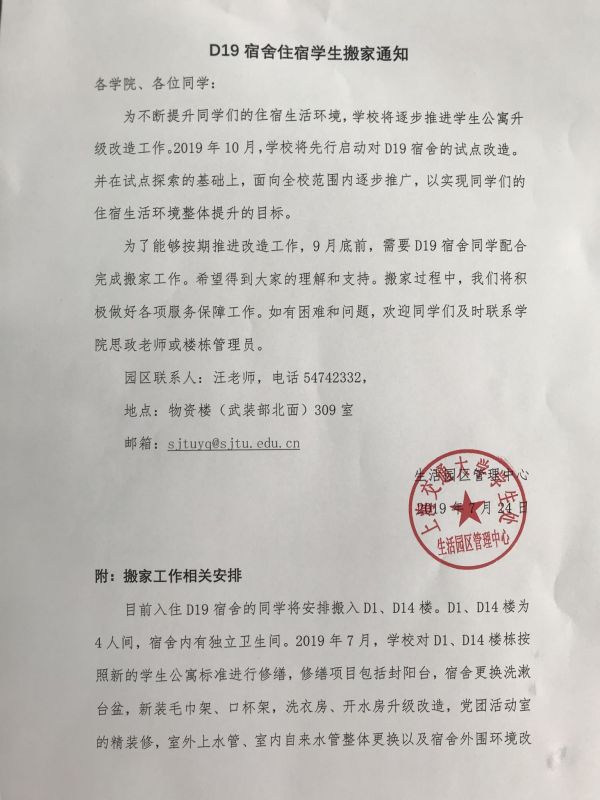 D19 宿舍住宿学生搬家通知
各学院、各位同学：
为不断提升同学们的住宿生活环境，学校将逐步推进学生公寓升
级改造工作。2019 年 10 月，学校将先行启动对 D19 宿舍的试点改造。
并在试点探索的基础上，面向全校范围内逐步推广，以实现同学们的
住宿生活环境整体提升的目标。
为了能够按期推进改造工作，9 月底前，需要 D19 宿舍同学配合
完成搬家工作。希望得到大家的理解和支持。搬家过程中，我们将积
极做好各项服务保障工作。如有困难和问题，欢迎同学们及时联系学
院思政老师或楼栋管理员。
园区联系人：汪老师，电话 54742332，
地点：物资楼（武装部北面）309 室
邮箱：sjtuyq@sjtu.edu.cn
生活园区管理中心
2019 年 7 月 24 日
上海交通大学学生处
生活园区管理中心
附：搬家工作相关安排
目前入住 D19 宿舍的同学将安排搬入 D1、D14 楼。D1、D14 楼为
4 人间，宿舍内有独立卫生间。2019 年 7 月，学校对 D1、D14 楼栋按
照新的学生公寓标准进行修缮，修缮项目包括封阳台，宿舍更换洗漱
台盆，新装毛巾架、口杯架，洗衣房、开水房升级改造，党团活动室
的精装修，室外上水管、室内自来水管整体更换以及宿舍外围环境改